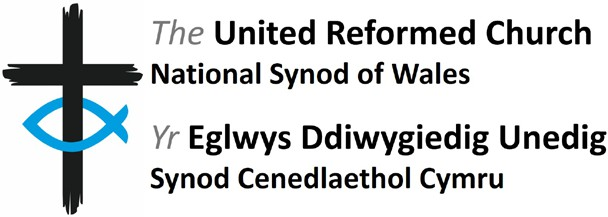 The United Reformed Church
National Synod of Wales
Yr Eglwys Ddiwygiedig Unedig
Synod Cenedlaethol Cymru